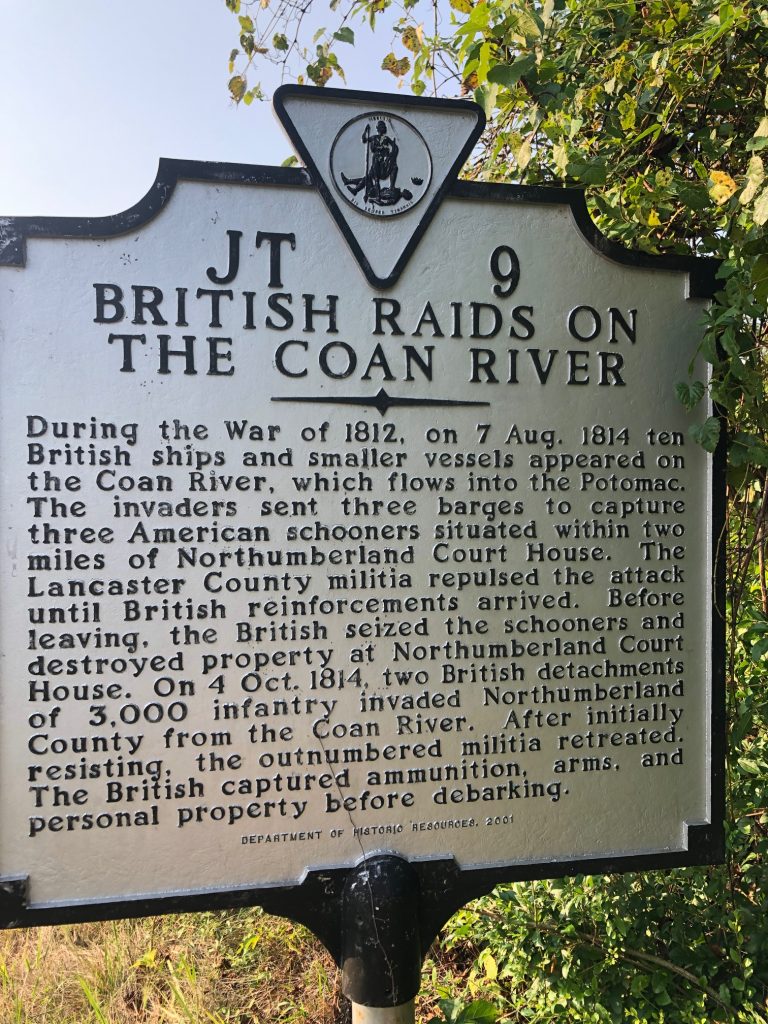 VIRGINIA
SIC SEMPER TYRANNIS
JT 9
BRITISH RAIDS ON
THE COAN RIVER
During the War of 1812, on 7 Aug. 1814 ten
British ships and smaller vessels appeared on
the Coan River, which flows into the Potomac.
The invaders sent three barges to capture
three American schooners situated within two
miles of Northumberland Court House. The
Lancaster County militia repulsed the attack
until British reinforcements arrived. Before
leaving, the British seized the schooners and
destroyed property at Northumberland Court
House. On 4 Oct. 1814, two British detachments
of 3,000 infantry invaded Northumberland
County from the Coan River. After initially
resisting, the outnumbered militia retreated.
The British captured ammunition, arms, and
personal property before debarking.
DEPARTMENT OF HISTORIC RESOURCES, 2001